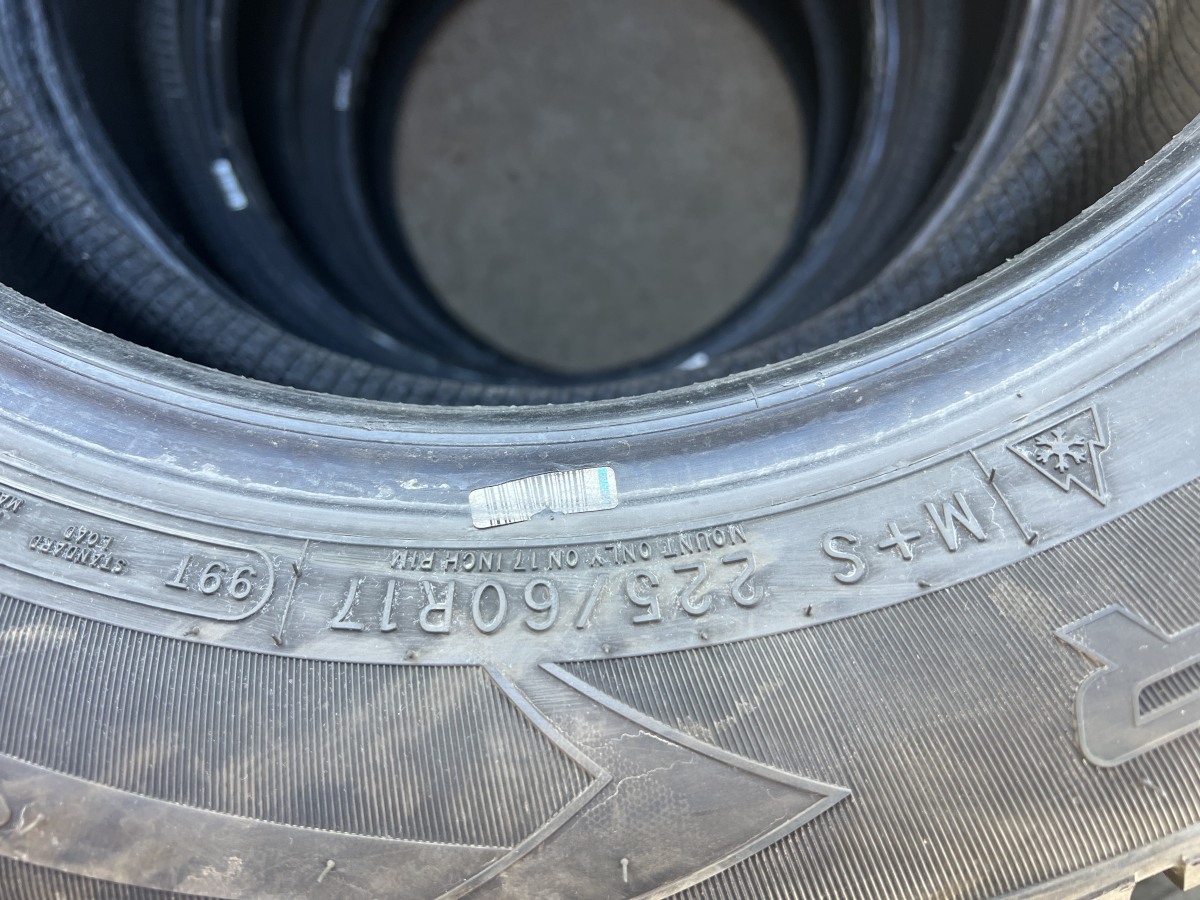 M+S
225/60R17
MOUNT ONLY ON 17 INCH RIM
99T
STANDARD
LOAD
R